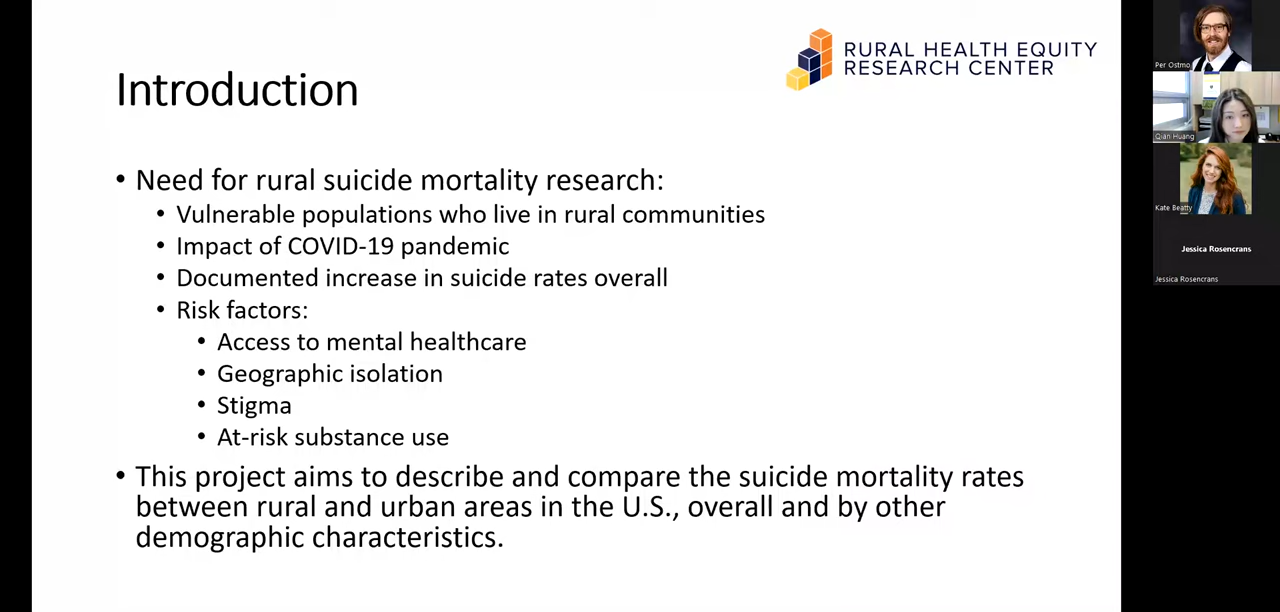 RURAL HEALTH EQUITY
RESEARCH CENTER
Introduction
• Need for rural suicide mortality research:
• Vulnerable populations who live in rural communities
• Impact of COVID-19 pandemic
• Documented increase in suicide rates overall
• Risk factors:
• Access to mental healthcare
• Geographic isolation
• Stigma
• At-risk substance use
• This project aims to describe and compare the suicide mortality rates
between rural and urban areas in the U.S., overall and by other
demographic characteristics.
Per Ostmo
Qian Huang
Kate Beatty
Jessica Rosencrans
Jessica Rosencrans